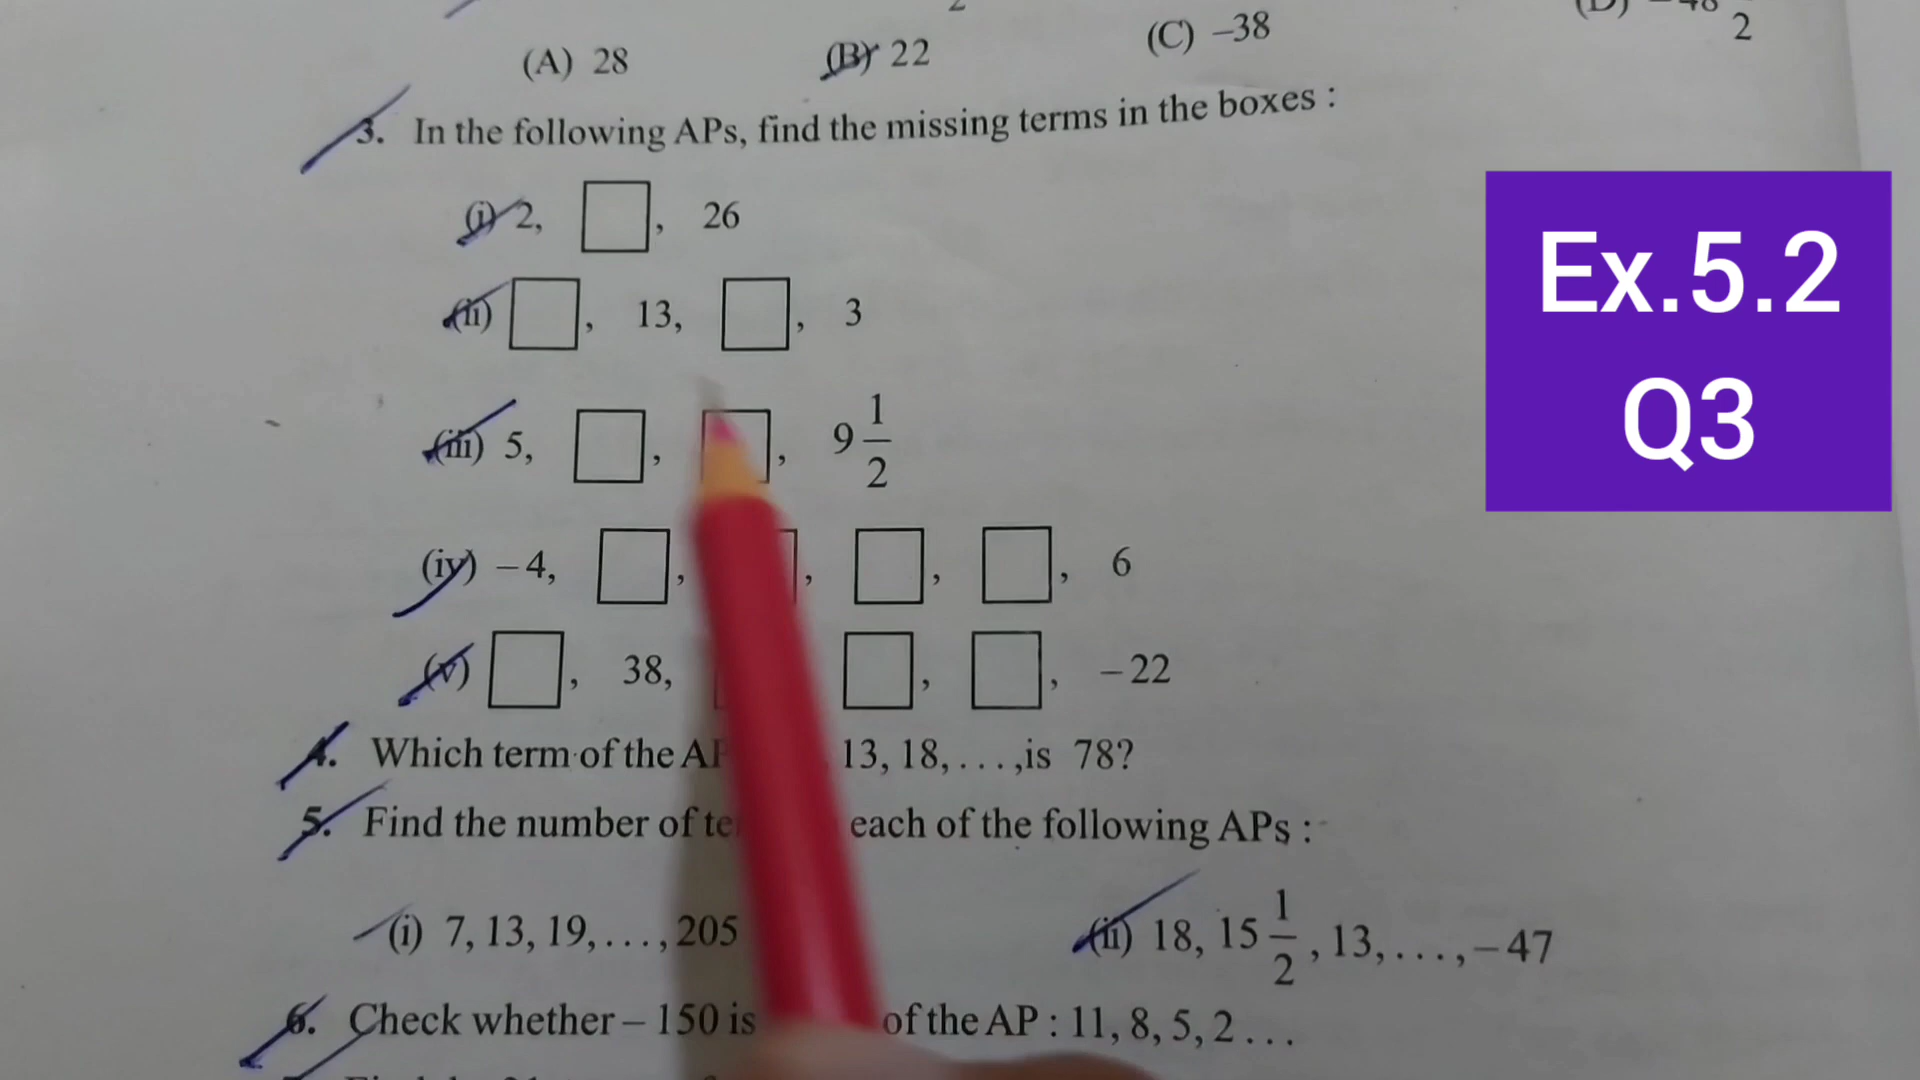 (A) 28 (B) 22 (C) –38 2
3. In the following APs, find the missing terms in the boxes :
(i) 2, , 26
(ii) , 13, , 3
(iii) 5, , , 9 1/2
(iv) – 4, , , , , 6
(v) , 38, , , – 22
4. Which term of the 13, 18, . . . ,is 78?
5. Find the number of each of the following APs :
(i) 7, 13, 19, . . . , 205 (ii) 18, 15 1/2 , 13, . . . , – 47
6. Check whether – 150 is of the AP : 11, 8, 5, 2 . . .
Ex.5.2
Q3